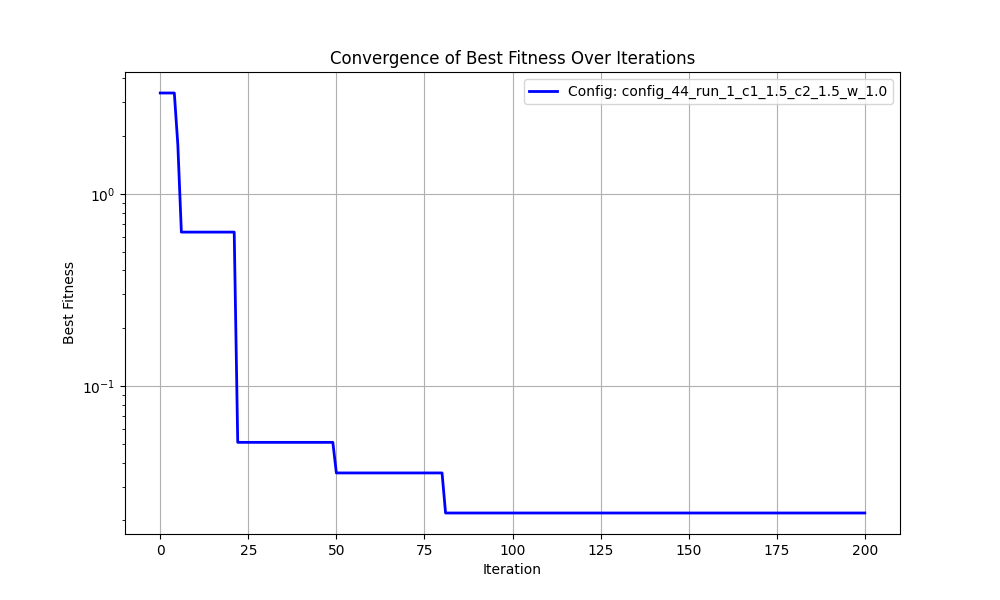 Convergence of Best Fitness Over Iterations
Config: config_44_run_1_c1_1.5_c2_1.5_w_1.0
10⁰
10⁻¹
Best Fitness
0 25 50 75 100 125 150 175 200
Iteration